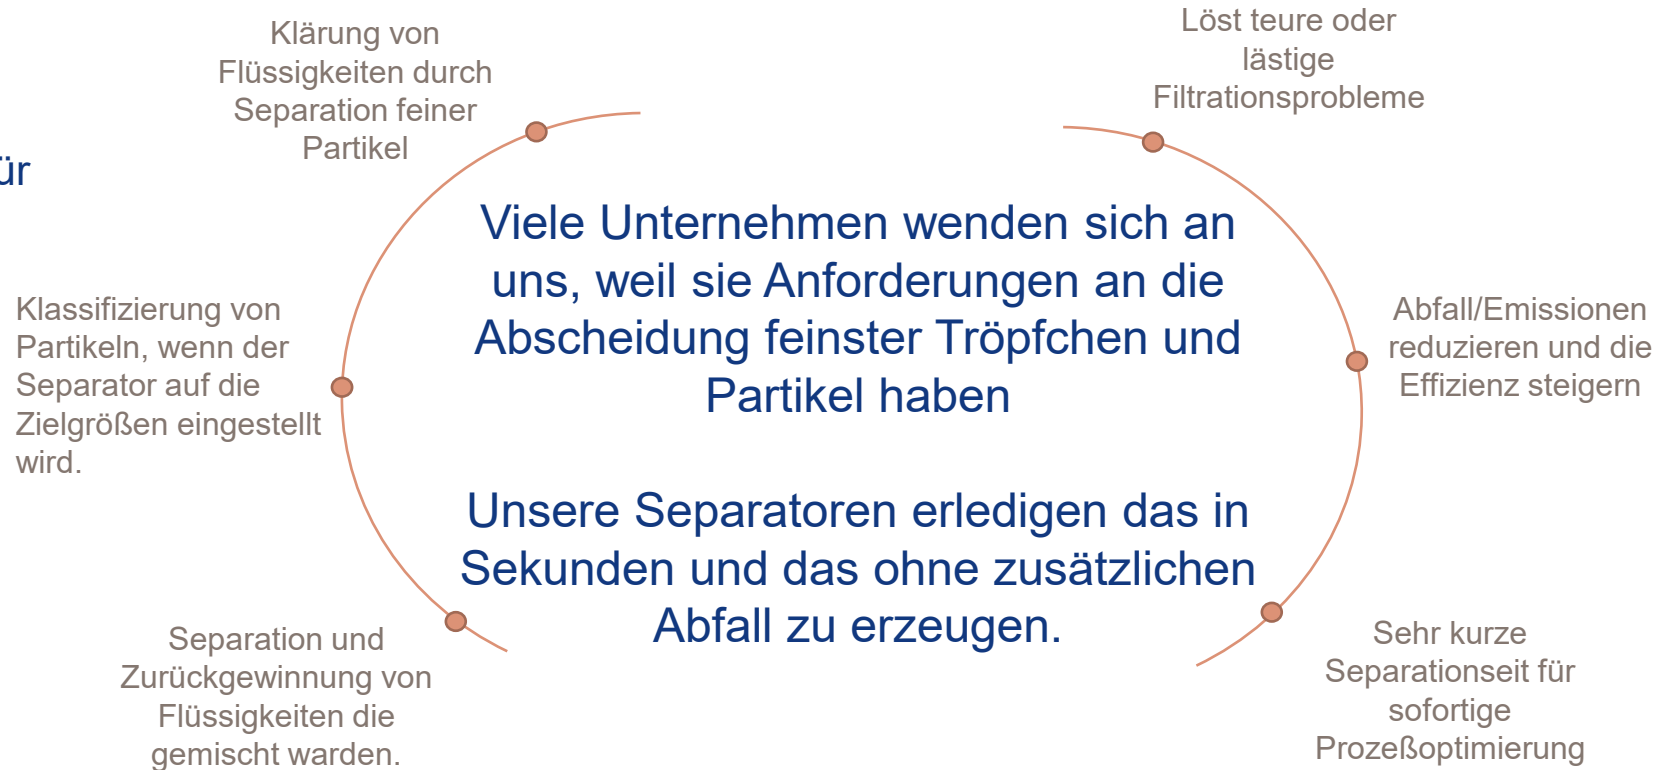 Klärung von
Flüssigkeiten durch
Separation feiner
Partikel
Löst teure oder
lästige
Filtrationsprobleme
ür
Viele Unternehmen wenden sich an
uns, weil sie Anforderungen an die
Abscheidung feinster Tröpfchen und
Partikel haben
Klassifizierung von
Partikeln, wenn der
Separator auf die
Zielgrößen eingestellt
wird.
Abfall/Emissionen
reduzieren und die
Effizienz steigern
Unsere Separatoren erledigen das in
Sekunden und das ohne zusätzlichen
Abfall zu erzeugen.
Separation und
Zurückgewinnung von
Flüssigkeiten die
gemischt warden.
Sehr kurze
Separationseit für
sofortige
Prozeßoptimierung